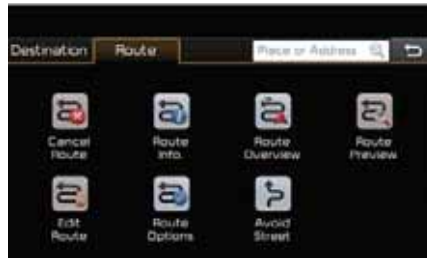 Destination
Route
Place or Address
Cancel
Route
Route
Info.
Route
Overview
Route
Preview
Edit
Route
Route
Options
Avoid
Street